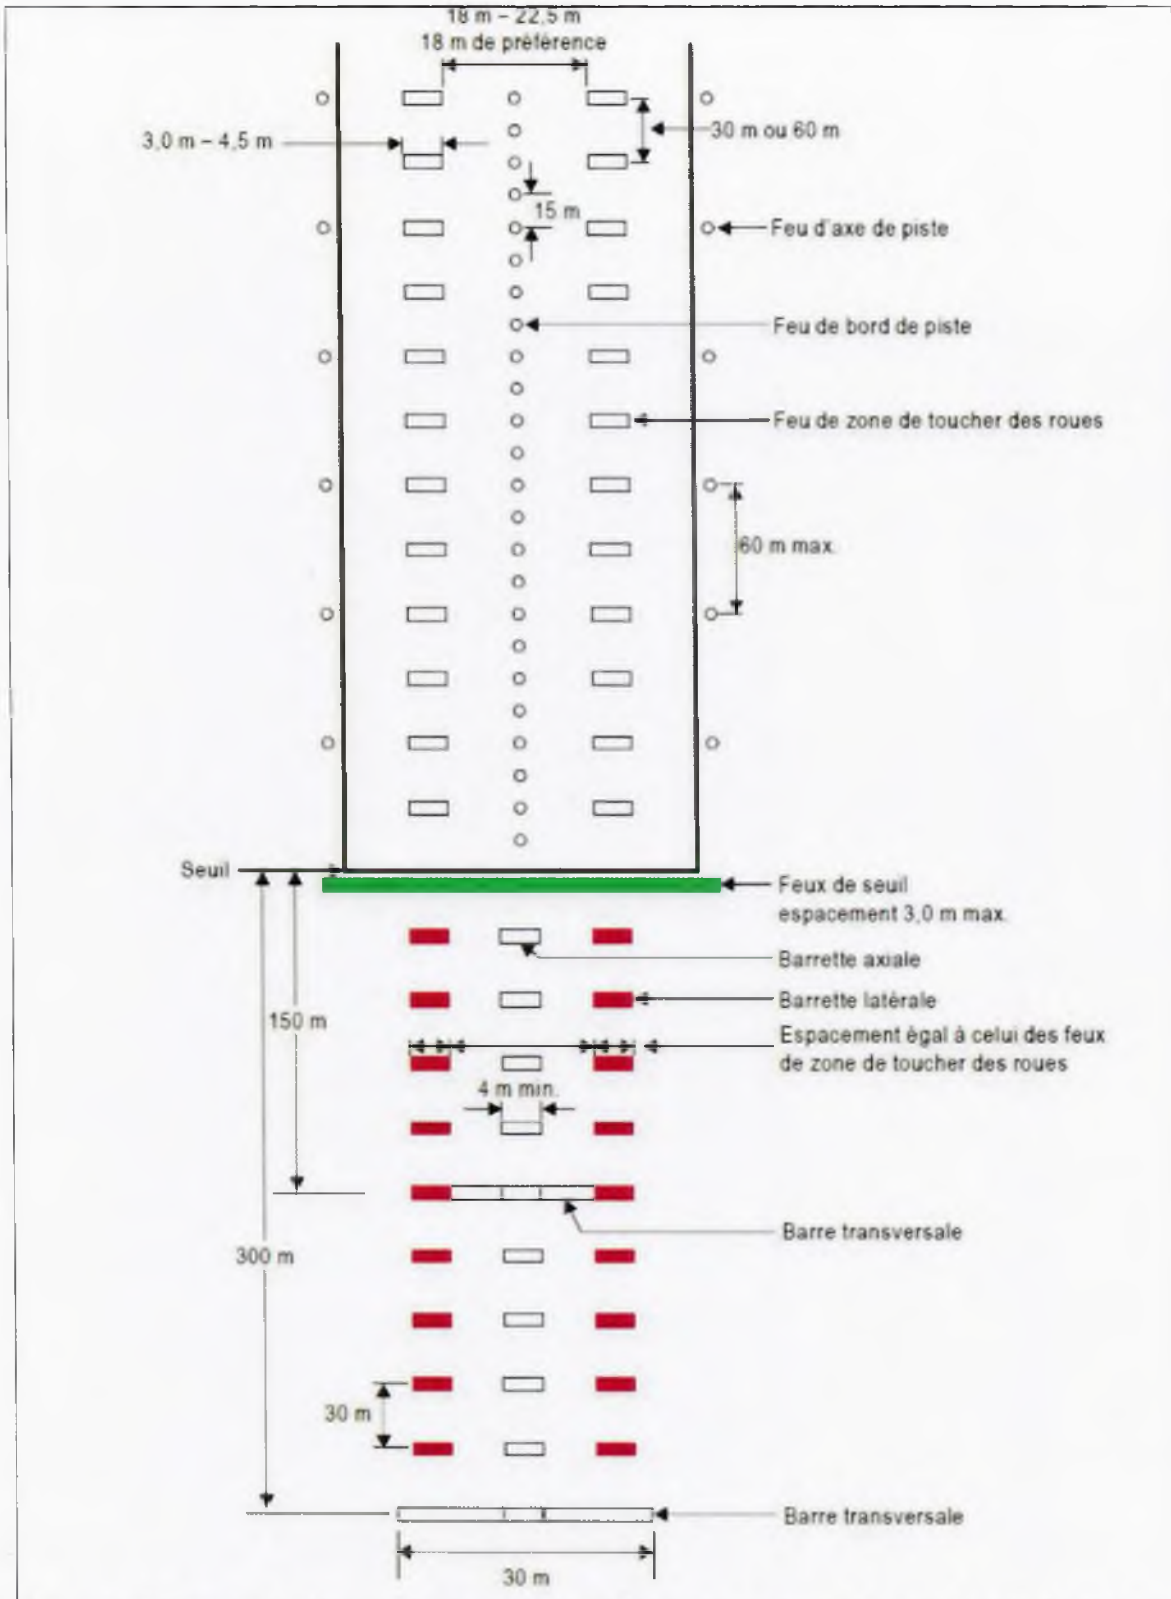 18 m – 22,5 m
18 m de préférence
3,0 m – 4,5 m
30 m ou 60 m
15 m
Feu d'axe de piste
Feu de bord de piste
Feu de zone de toucher des roues
60 m max.
Seuil
Feux de seuil
espacement 3,0 m max.
Barrette axiale
Barrette latérale
150 m
Espacement égal à celui des feux
de zone de toucher des roues
4 m min.
Barre transversale
300 m
30 m
Barre transversale
30 m